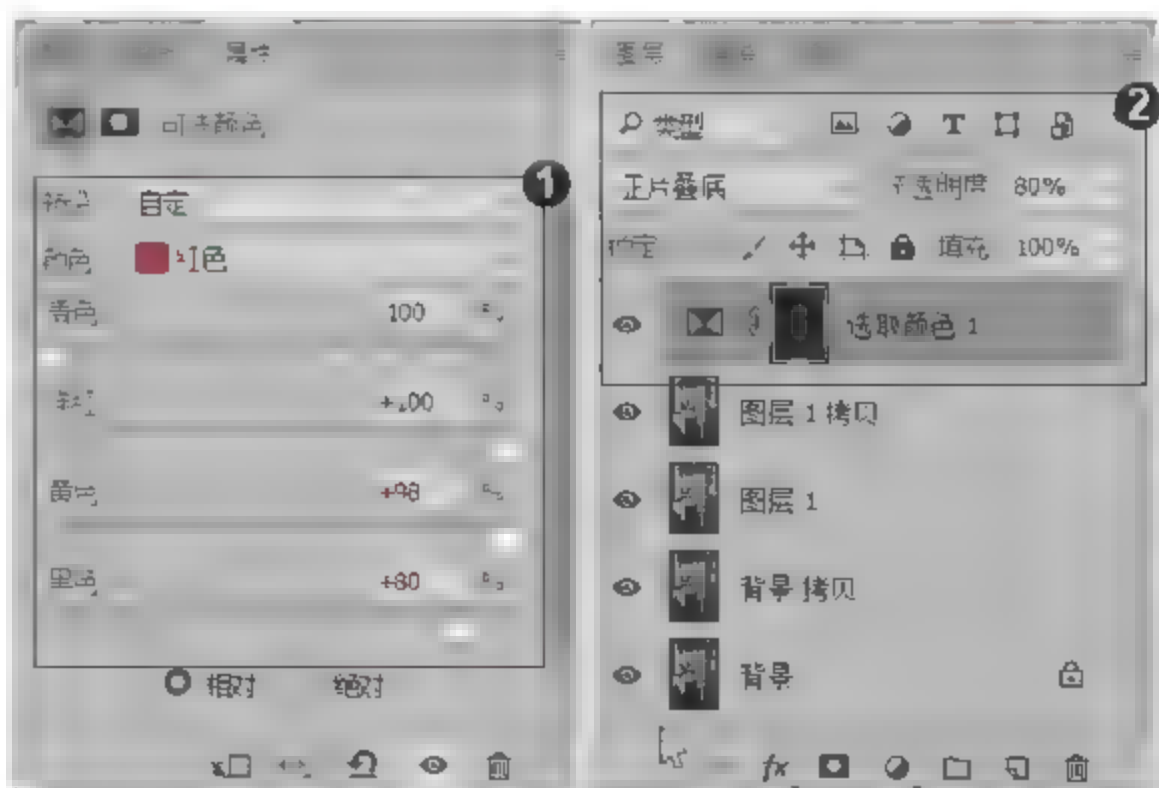 属性
可选颜色
1
预设 自定
颜色 红色
青色 100 %
+100 %
黄色 +98 %
黑色 +80 %
相对 绝对
图层
2
类型 T
正片叠底 不透明度 80%
锁定 填充 100%
选取颜色 1
图层 1 拷贝
图层 1
背景 拷贝
背景
fx